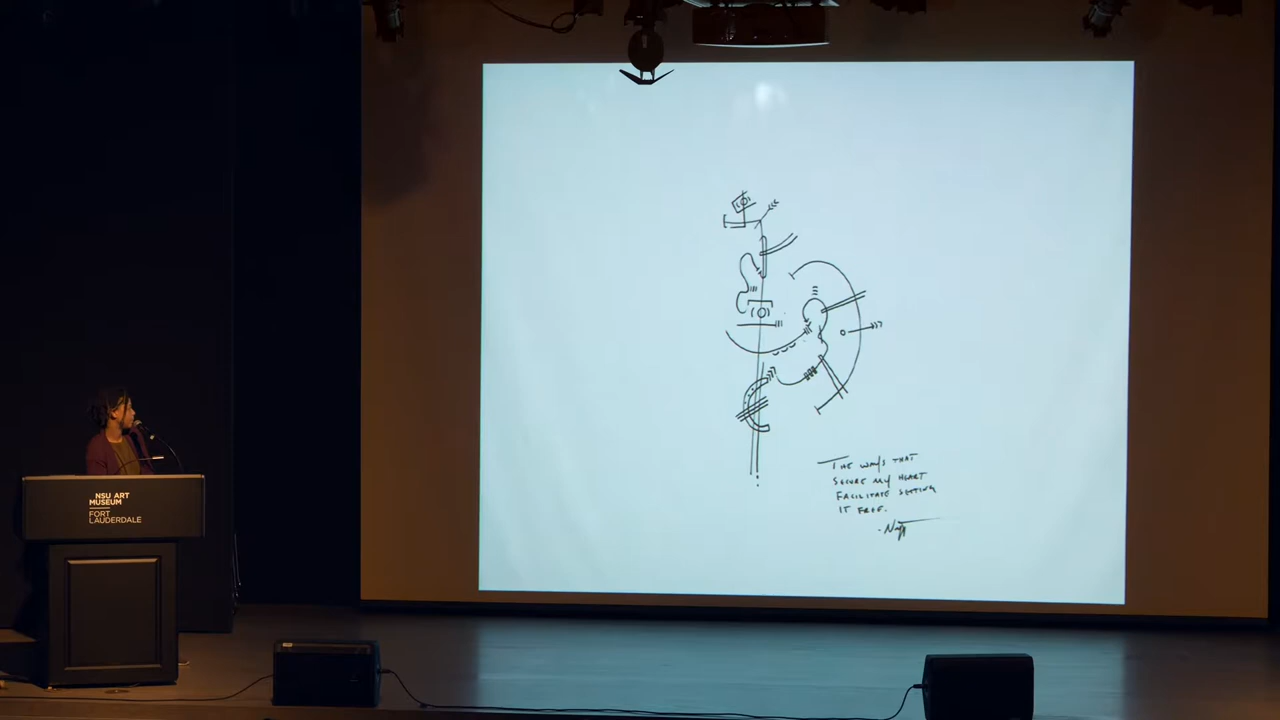 NSU ART
MUSEUM
FORT
LAUDERDALE
THE WAYS THAT
SECURE MY HEART
FACILITATE SETTING
IT FREE.